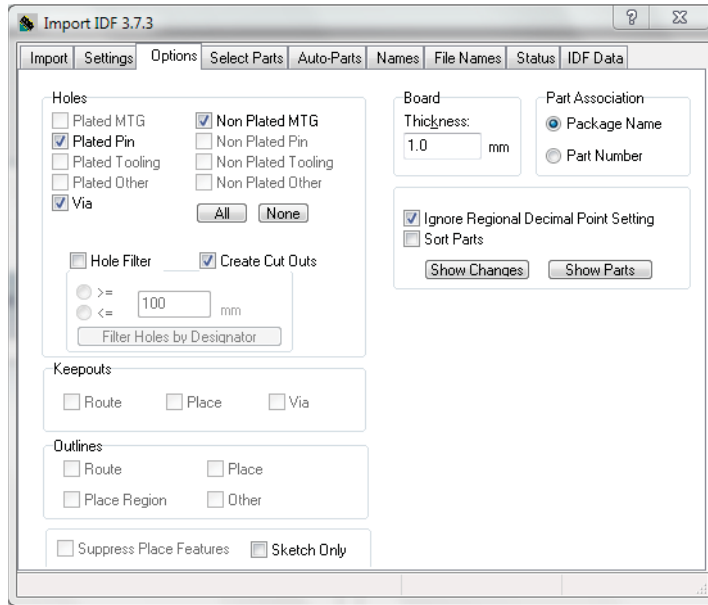 Import IDF 3.7.3
Import Settings Options Select Parts Auto-Parts Names File Names Status IDF Data
Holes
Plated MTG Non Plated MTG
Plated Pin Non Plated Pin
Plated Tooling Non Plated Tooling
Plated Other Non Plated Other
Via All None
Hole Filter Create Cut Outs
>=
<= 100 mm
Filter Holes by Designator
Keepouts
Route Place Via
Outlines
Route Place
Place Region Other
Suppress Place Features Sketch Only
Board
Thickness:
1.0 mm
Part Association
Package Name
Part Number
Ignore Regional Decimal Point Setting
Sort Parts
Show Changes Show Parts